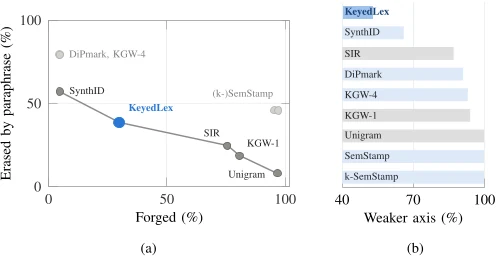 Erased by paraphrase (%)
100
50
0
DiPmark, KGW-4
SynthID
KeyedLex
(k-)SemStamp
SIR
KGW-1
Unigram
0
50
100
Forged (%)
(a)
KeyedLex
SynthID
SIR
DiPmark
KGW-4
KGW-1
Unigram
SemStamp
k-SemStamp
40
70
100
Weaker axis (%)
(b)